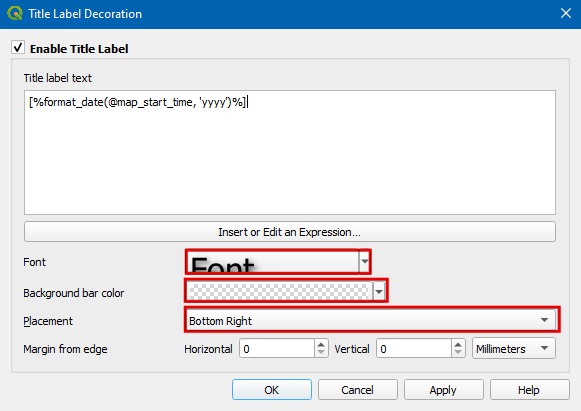 Title Label Decoration
Enable Title Label
Title label text
[%format_date(@map_start_time, 'yyyy')%]
Insert or Edit an Expression...
Font Font
Background bar color
Placement Bottom Right
Margin from edge Horizontal 0 Vertical 0 Millimeters
OK Cancel Apply Help